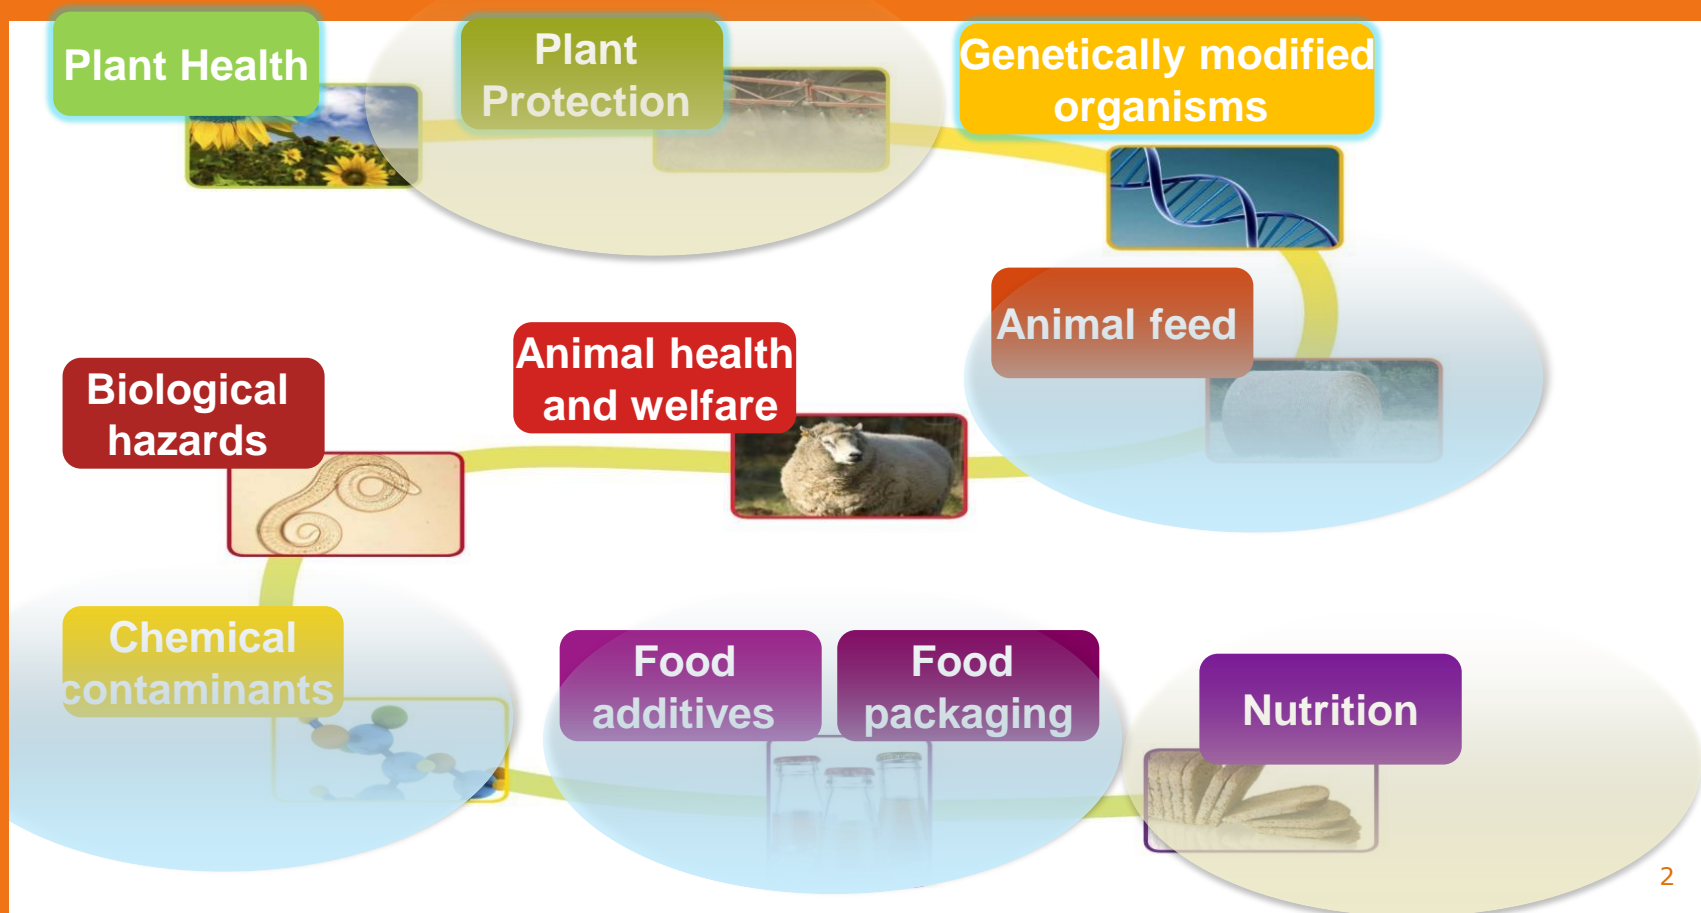 Plant Health
Plant
Protection
Genetically modified
organisms
Animal feed
Animal health
and welfare
Biological
hazards
Chemical
contaminants
Food
additives
Food
packaging
Nutrition
2